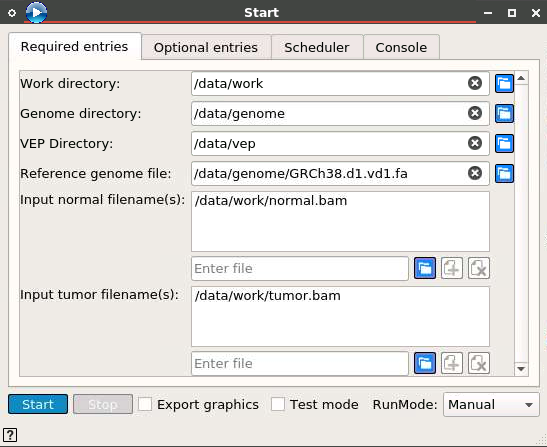 Start
Required entries
Optional entries
Scheduler
Console
Work directory: /data/work
Genome directory: /data/genome
VEP Directory: /data/vep
Reference genome file: /data/genome/GRCh38.d1.vd1.fa
Input normal filename(s): /data/work/normal.bam
Enter file
Input tumor filename(s): /data/work/tumor.bam
Enter file
Start
Stop
Export graphics
Test mode
RunMode: Manual
?